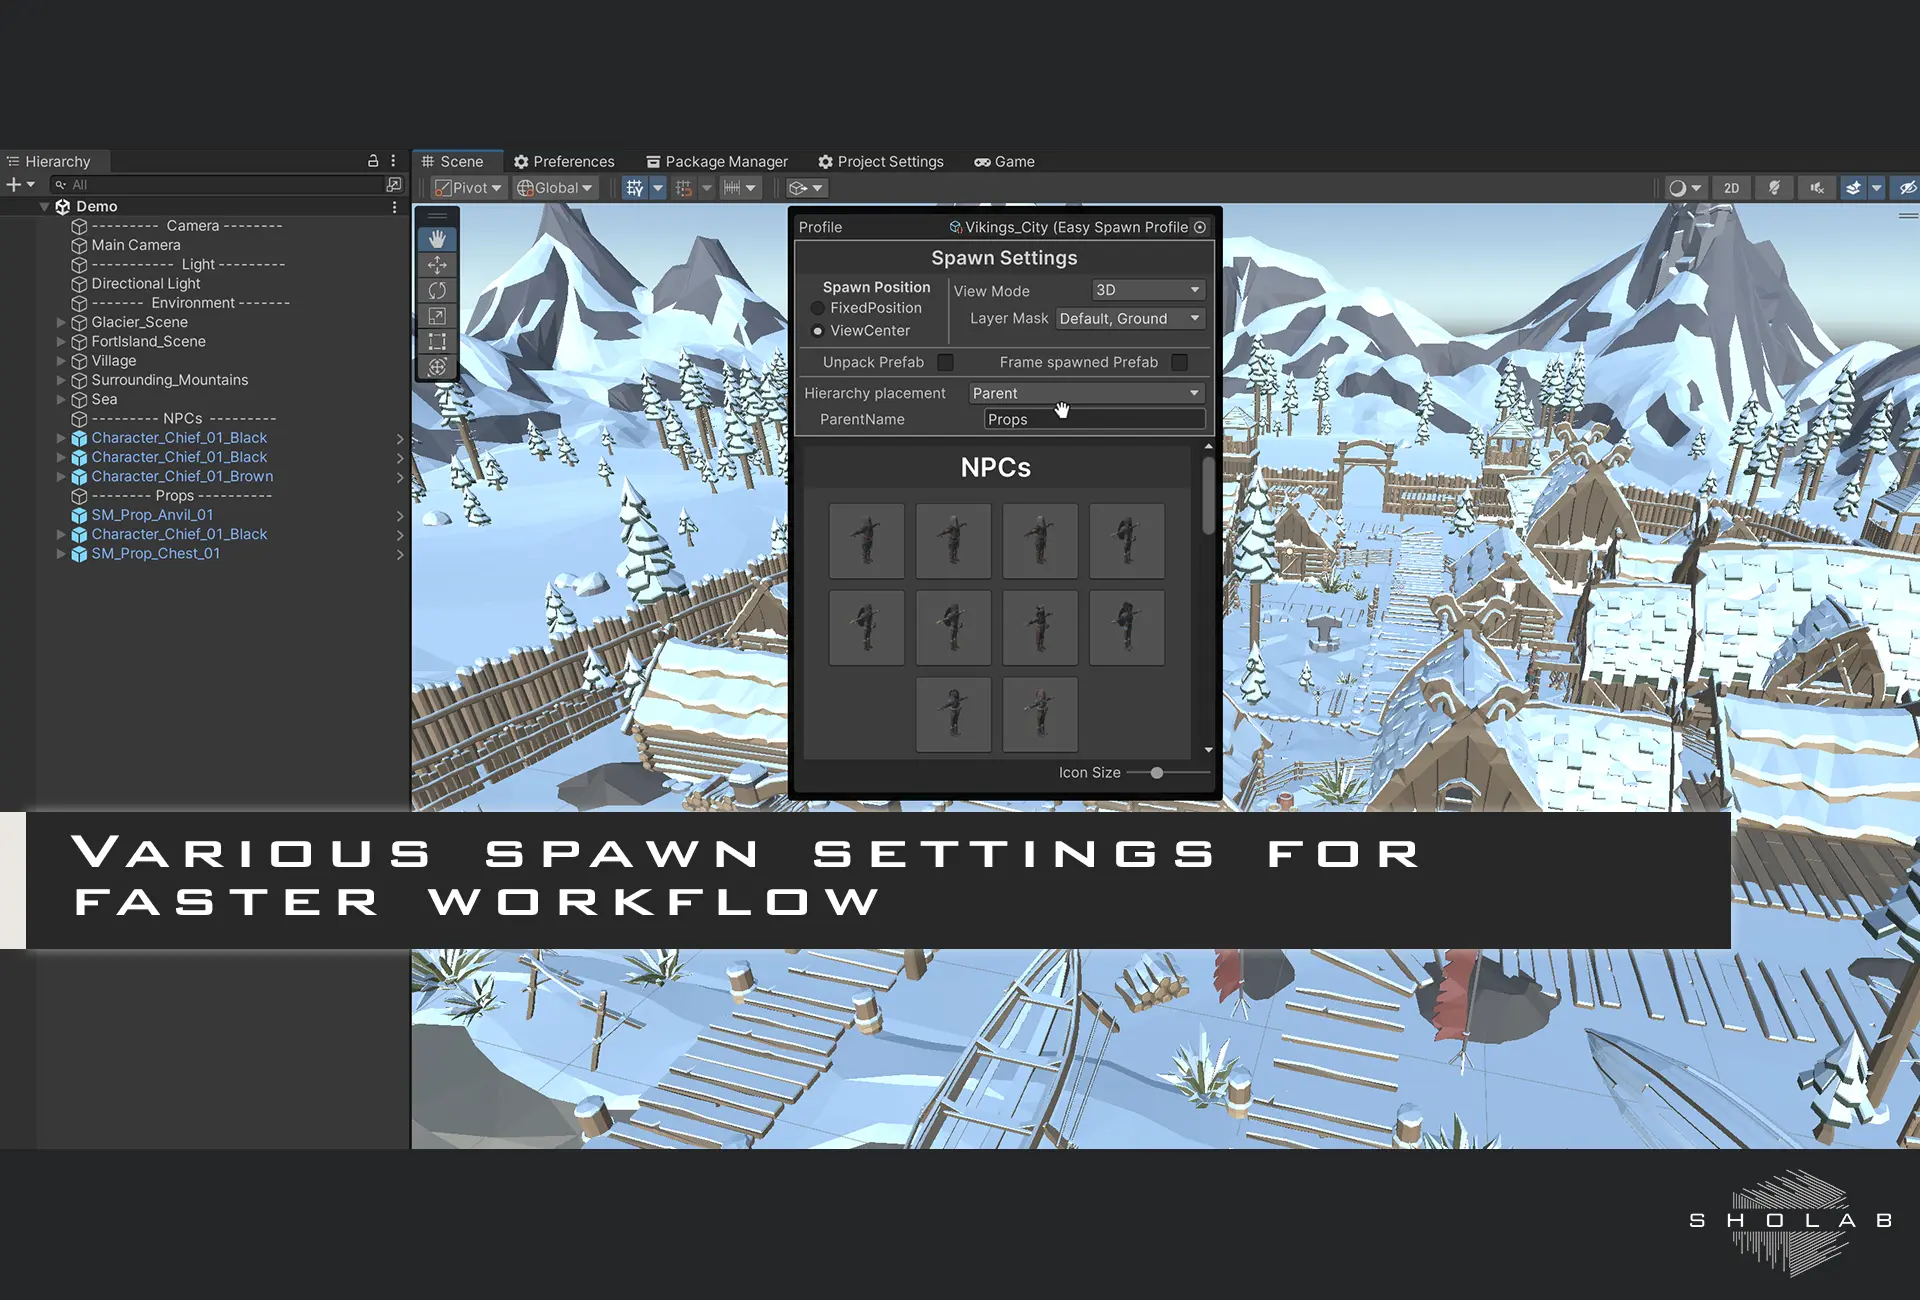 Hierarchy
Scene
Preferences
Package Manager
Project Settings
Game
All
Pivot
Global
2D
Demo
--------- Camera --------
Main Camera
----------- Light ---------
Directional Light
------- Environment -------
Glacier_Scene
FortIsland_Scene
Village
Surrounding_Mountains
Sea
--------- NPCs ---------
Character_Chief_01_Black
Character_Chief_01_Black
Character_Chief_01_Brown
-------- Props ----------
SM_Prop_Anvil_01
Character_Chief_01_Black
SM_Prop_Chest_01
Profile
Vikings_City (Easy Spawn Profile
Spawn Settings
Spawn Position
FixedPosition
ViewCenter
View Mode
3D
Layer Mask
Default, Ground
Unpack Prefab
Frame spawned Prefab
Hierarchy placement
Parent
ParentName
Props
NPCs
Icon Size
Various spawn settings for
faster workflow
SHOLAB